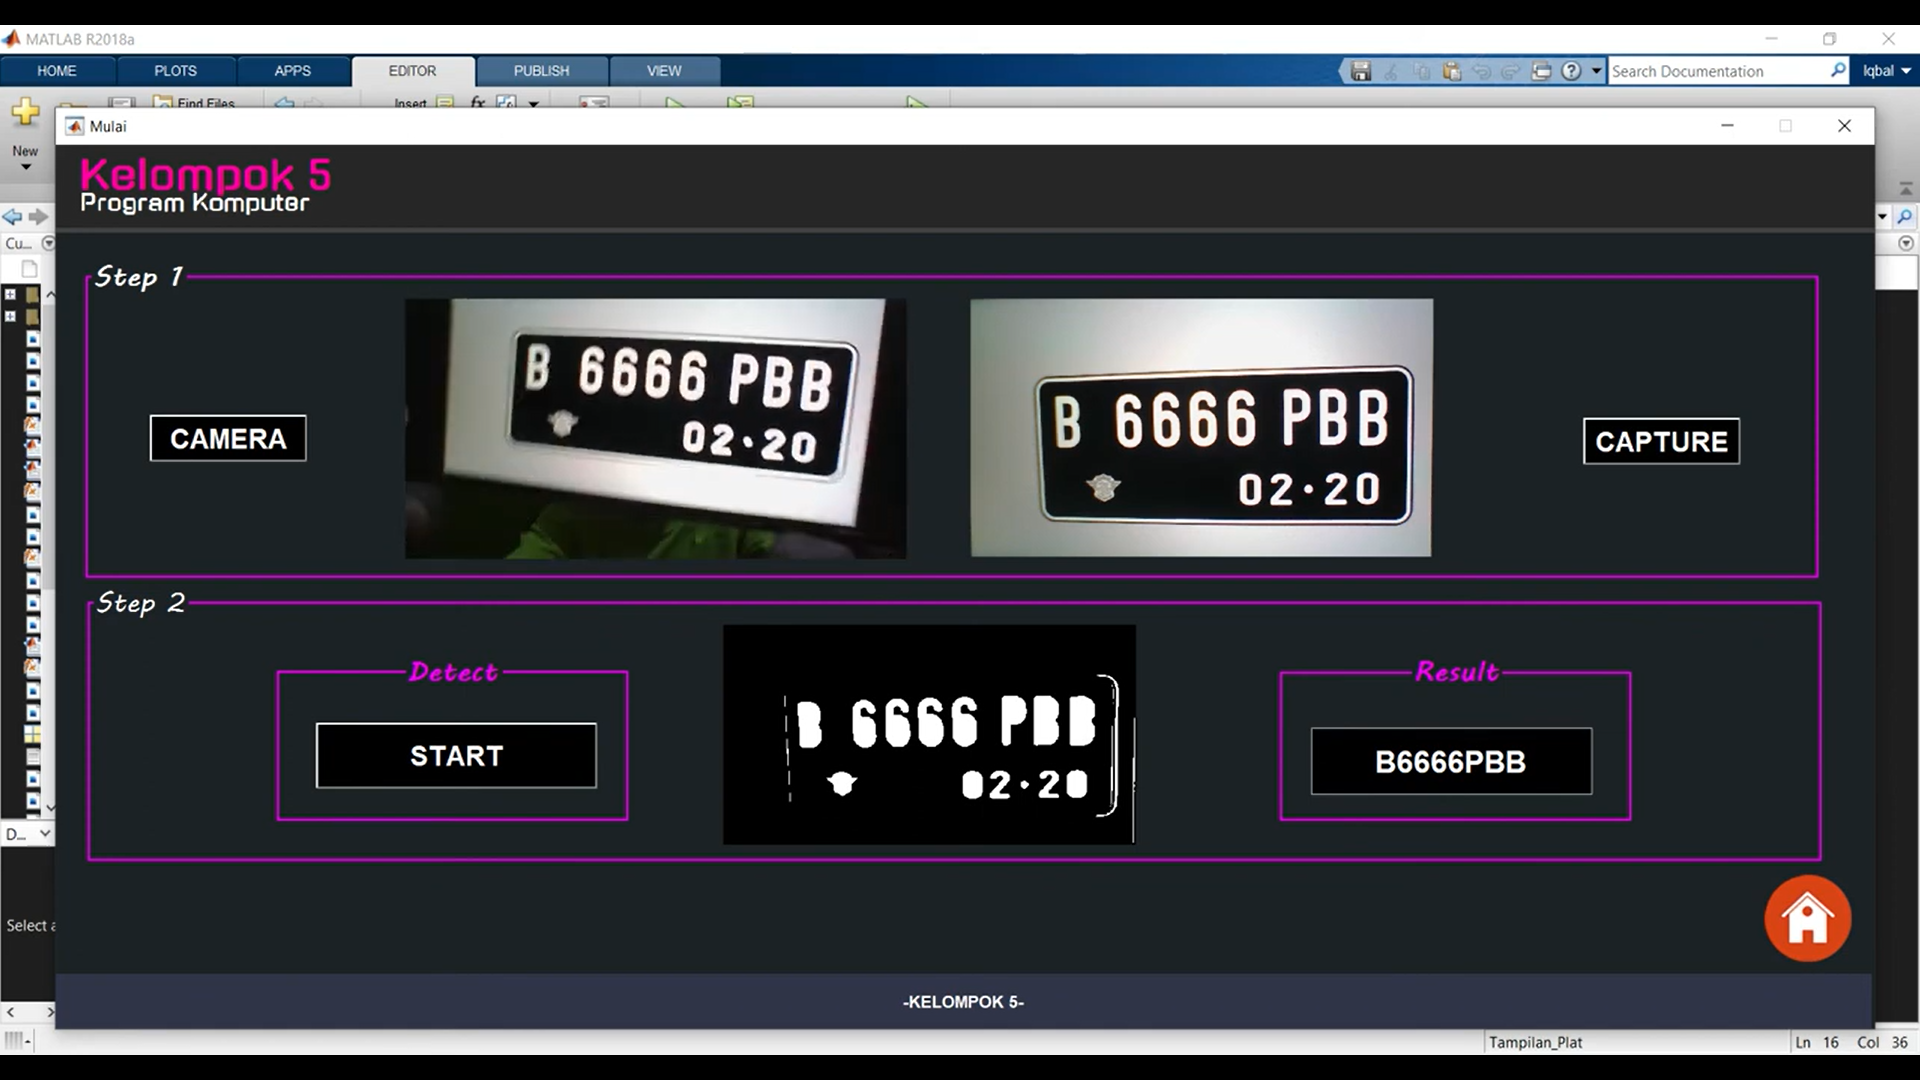 MATLAB R2018a
HOME PLOTS APPS EDITOR PUBLISH VIEW Search Documentation Iqbal
Find Files Insert fx
New
Mulai
Kelompok 5
Program Komputer
Cu...
Step 1
CAMERA
B 6666 PBB
02·20
B 6666 PBB
02·20
CAPTURE
Step 2
Detect
START
B 6666 PBB
02·20
Result
B6666PBB
D...
Select a
-KELOMPOK 5-
Tampilan_Plat Ln 16 Col 36